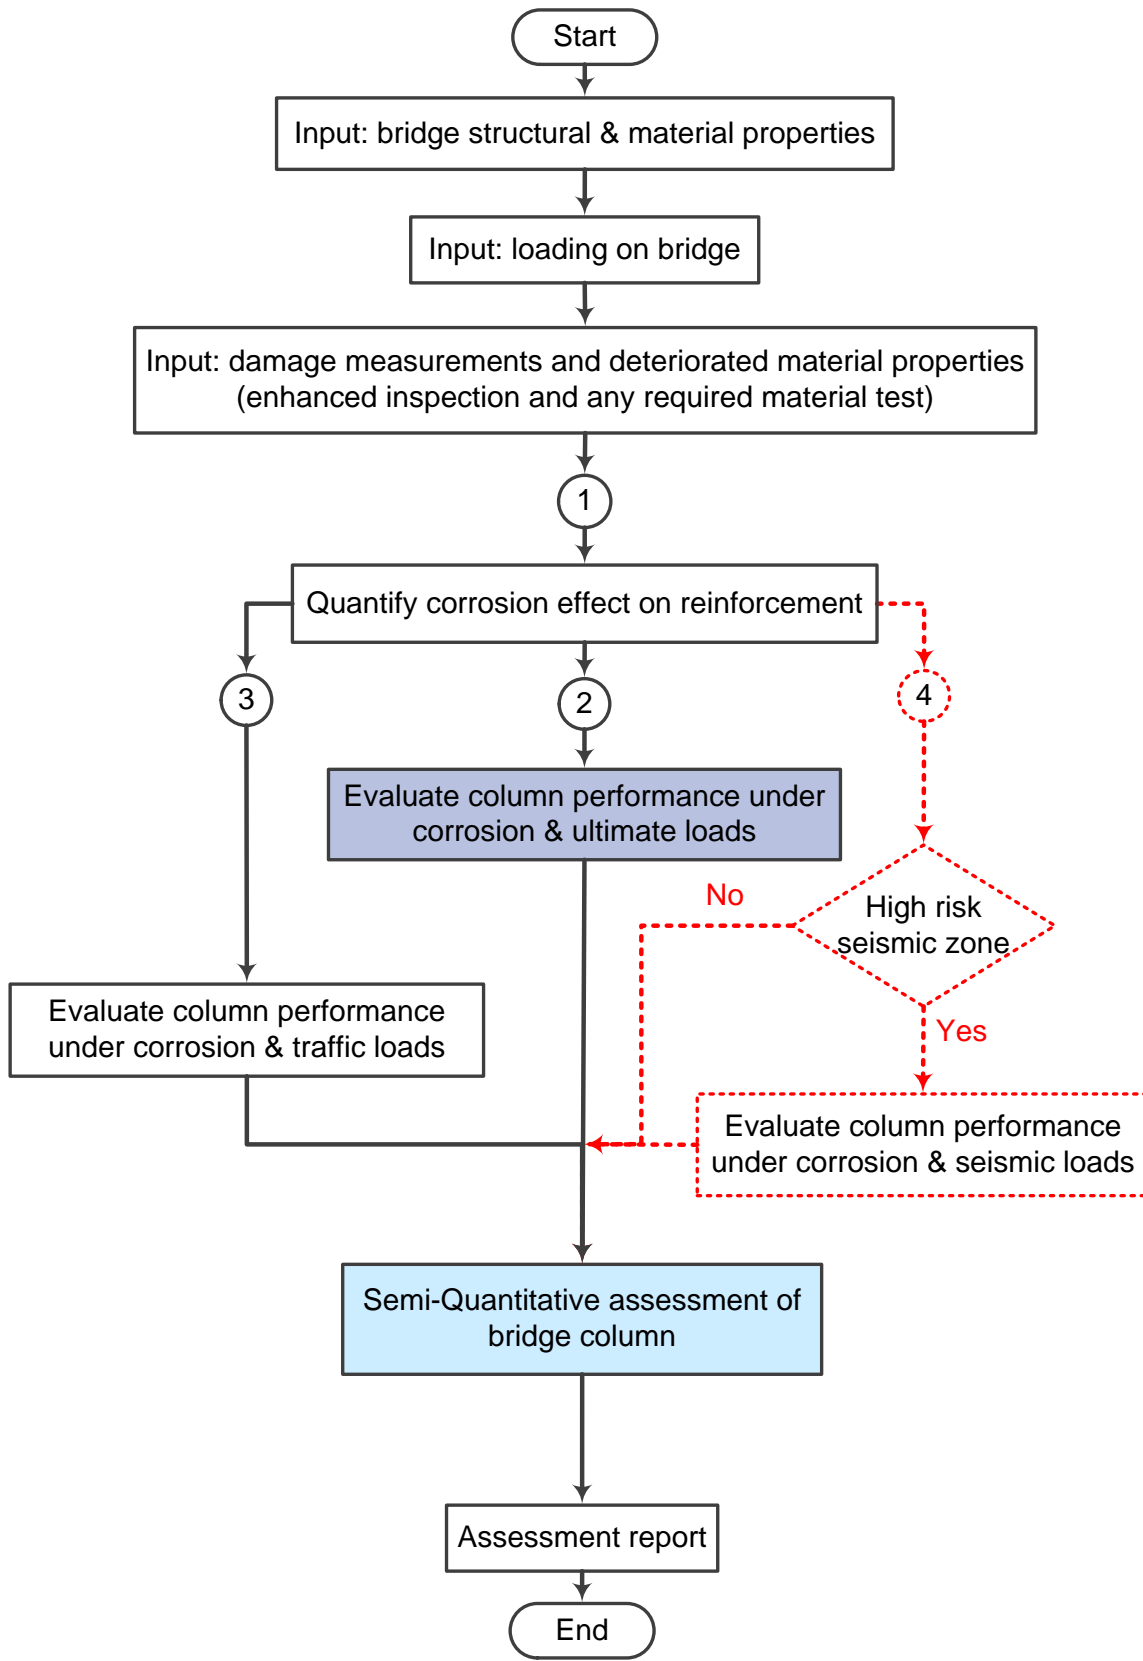 Start
Input: bridge structural & material properties
Input: loading on bridge
Input: damage measurements and deteriorated material properties
(enhanced inspection and any required material test)
1
Quantify corrosion effect on reinforcement
3
2
4
Evaluate column performance under
corrosion & ultimate loads
No
High risk
seismic zone
Yes
Evaluate column performance
under corrosion & traffic loads
Evaluate column performance
under corrosion & seismic loads
Semi-Quantitative assessment of
bridge column
Assessment report
End